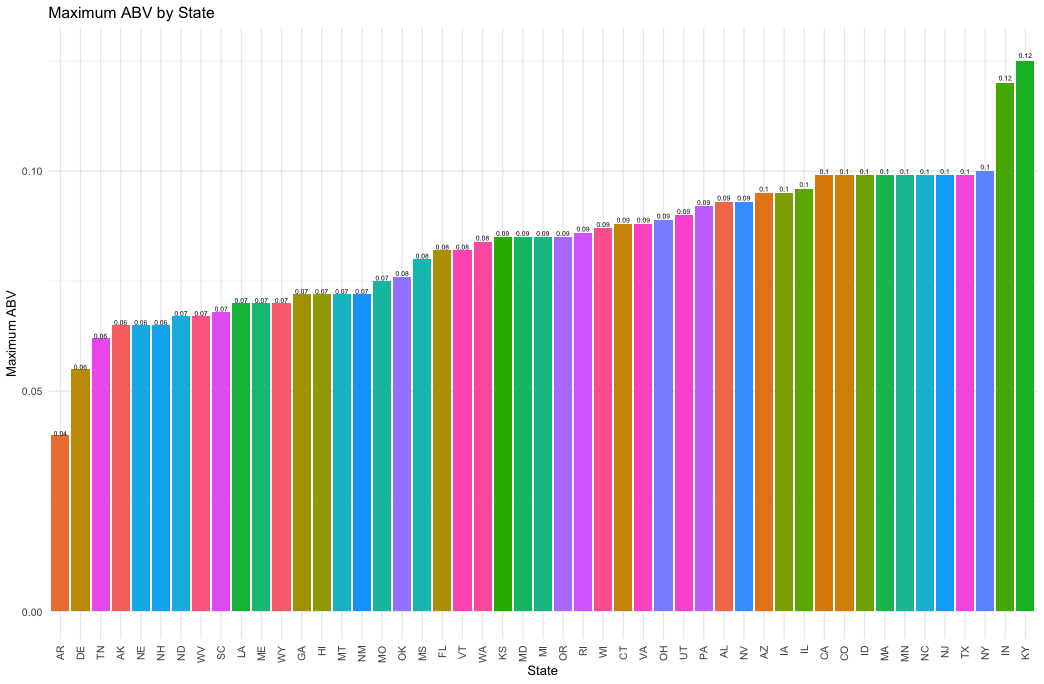 Maximum ABV by State
Maximum ABV
0.10
0.05
0.00
0.04 0.06 0.06 0.06 0.06 0.06 0.07 0.07 0.07 0.07 0.07 0.07 0.07 0.07 0.07 0.07 0.07 0.08 0.08 0.08 0.08 0.08 0.09 0.09 0.09 0.09 0.09 0.09 0.09 0.09 0.09 0.09 0.09 0.09 0.09 0.1 0.1 0.1 0.1 0.1 0.1 0.1 0.1 0.1 0.1 0.1 0.1 0.12 0.12
AR DE TN AK NE NH ND WV SC LA ME WY GA HI MT NM MO OK MS FL VT WA KS MD MI OR RI WI CT VA OH UT PA AL NV AZ IA IL CA CO ID MA MN NC NJ TX NY IN KY
State